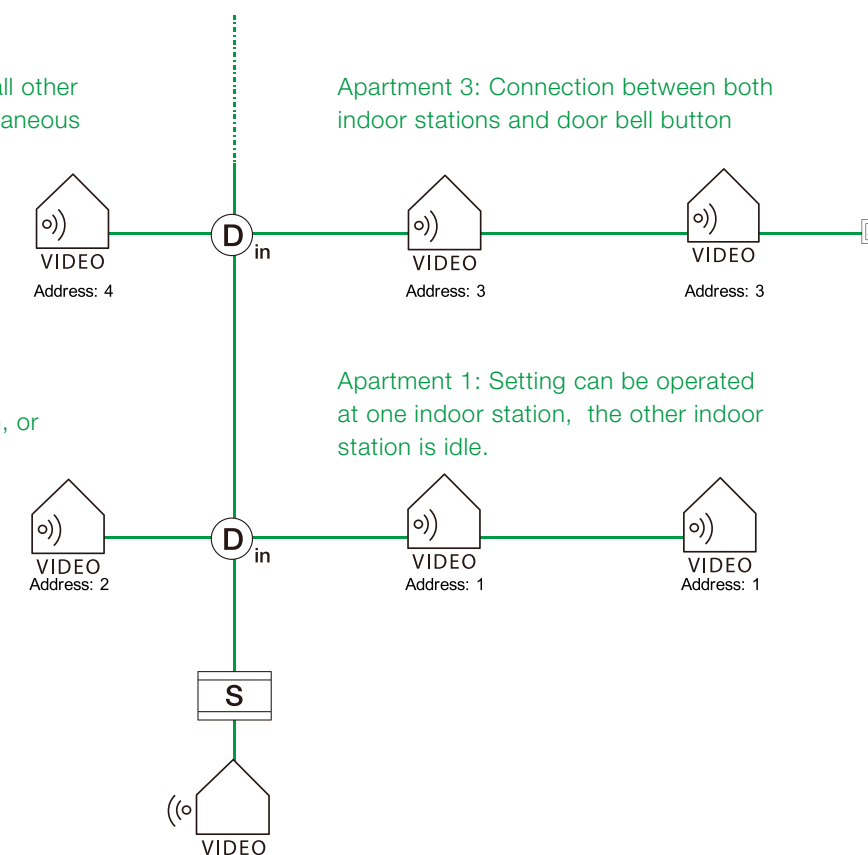 all other
aneous
Apartment 3: Connection between both
indoor stations and door bell button
D
in
VIDEO
Address: 4
VIDEO
Address: 3
VIDEO
Address: 3
, or
Apartment 1: Setting can be operated
at one indoor station, the other indoor
station is idle.
D
in
VIDEO
Address: 2
VIDEO
Address: 1
VIDEO
Address: 1
S
VIDEO